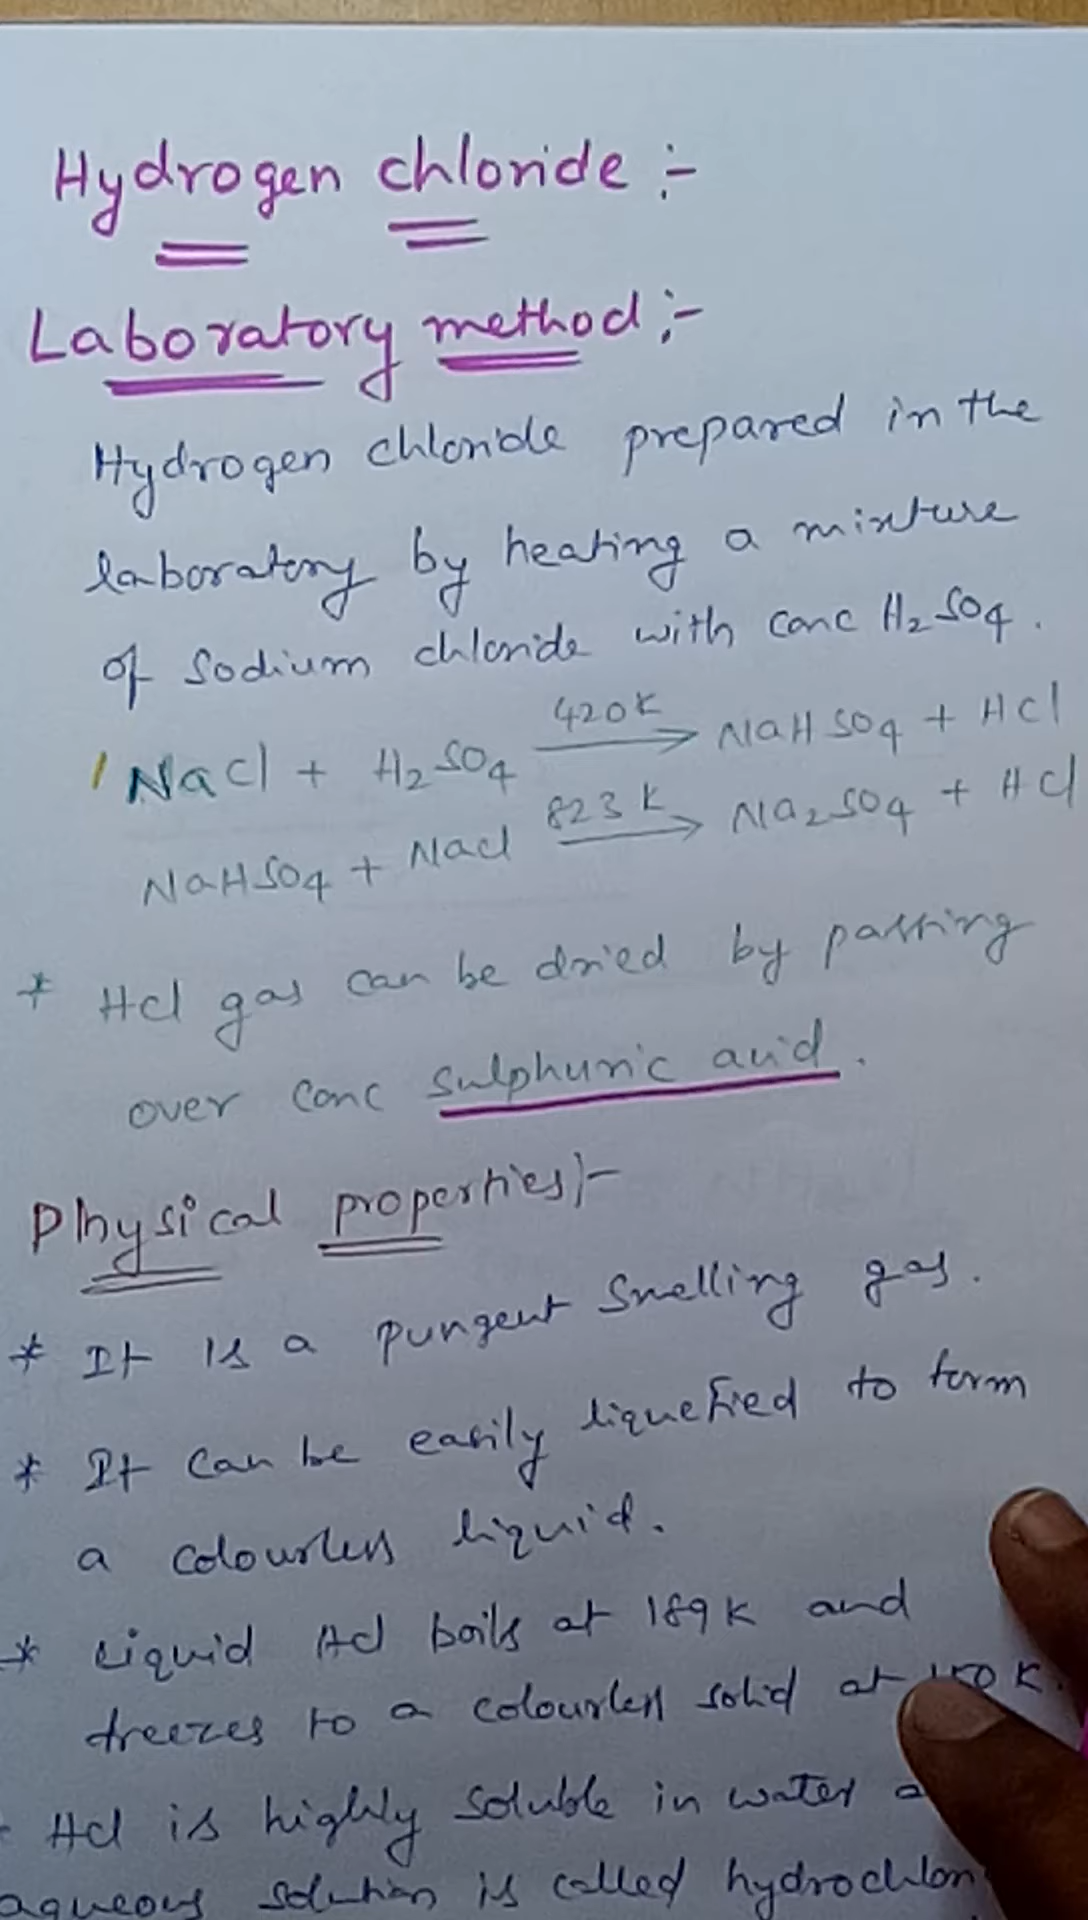 Hydrogen chloride :-
Laboratory method :-
Hydrogen chloride prepared in the
laboratory by heating a mixture
of Sodium chloride with conc H₂SO₄.
NaCl + H₂SO₄ 420K → NaHSO₄ + HCl
NaHSO₄ + NaCl 823 K → Na₂SO₄ + HCl
* HCl gas can be dried by passing
over conc sulphuric acid.
Physical properties :-
* It is a pungent smelling gas.
* It can be easily liquefied to form
a colourless liquid.
* Liquid HCl boils at 189K and
freezes to a colourless solid at K.
HCl is highly soluble in water
aqueous solution is called